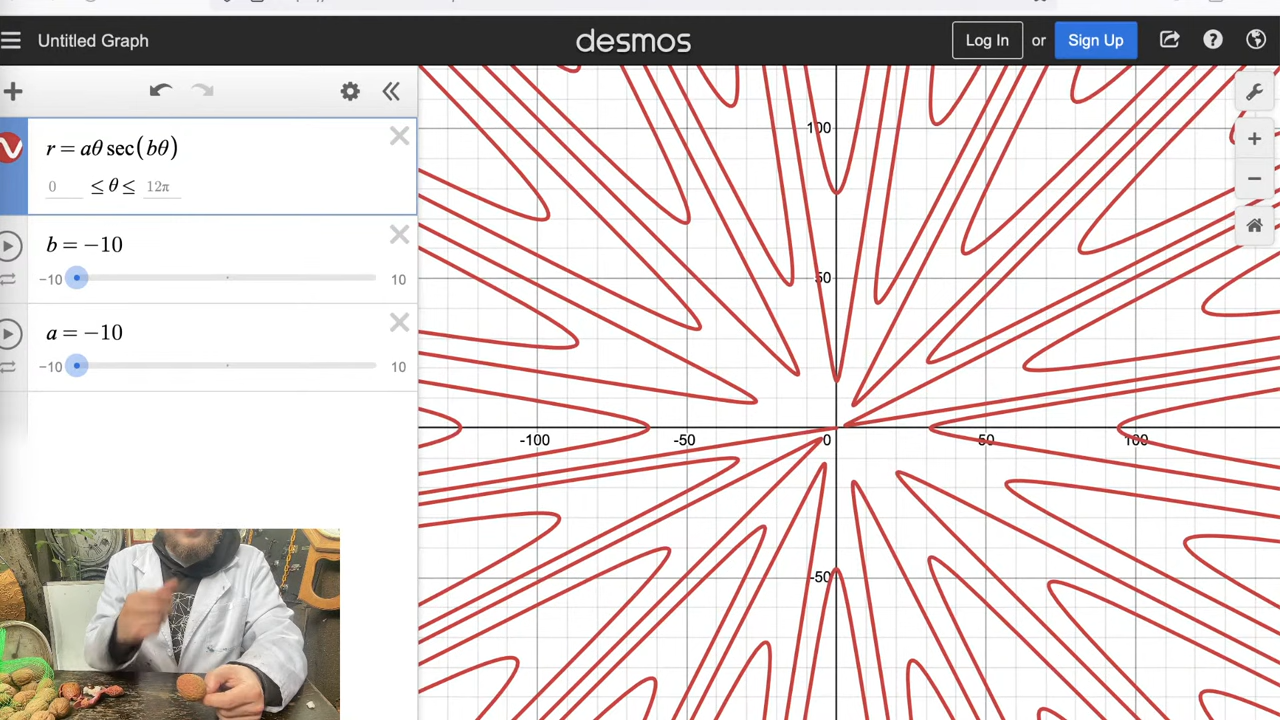 Untitled Graph
desmos
Log In or Sign Up
r = aθ sec(bθ)
0 ≤ θ ≤ 12π
b = −10
−10 10
a = −10
−10 10
100
50
-100 -50 0 50 100
-50